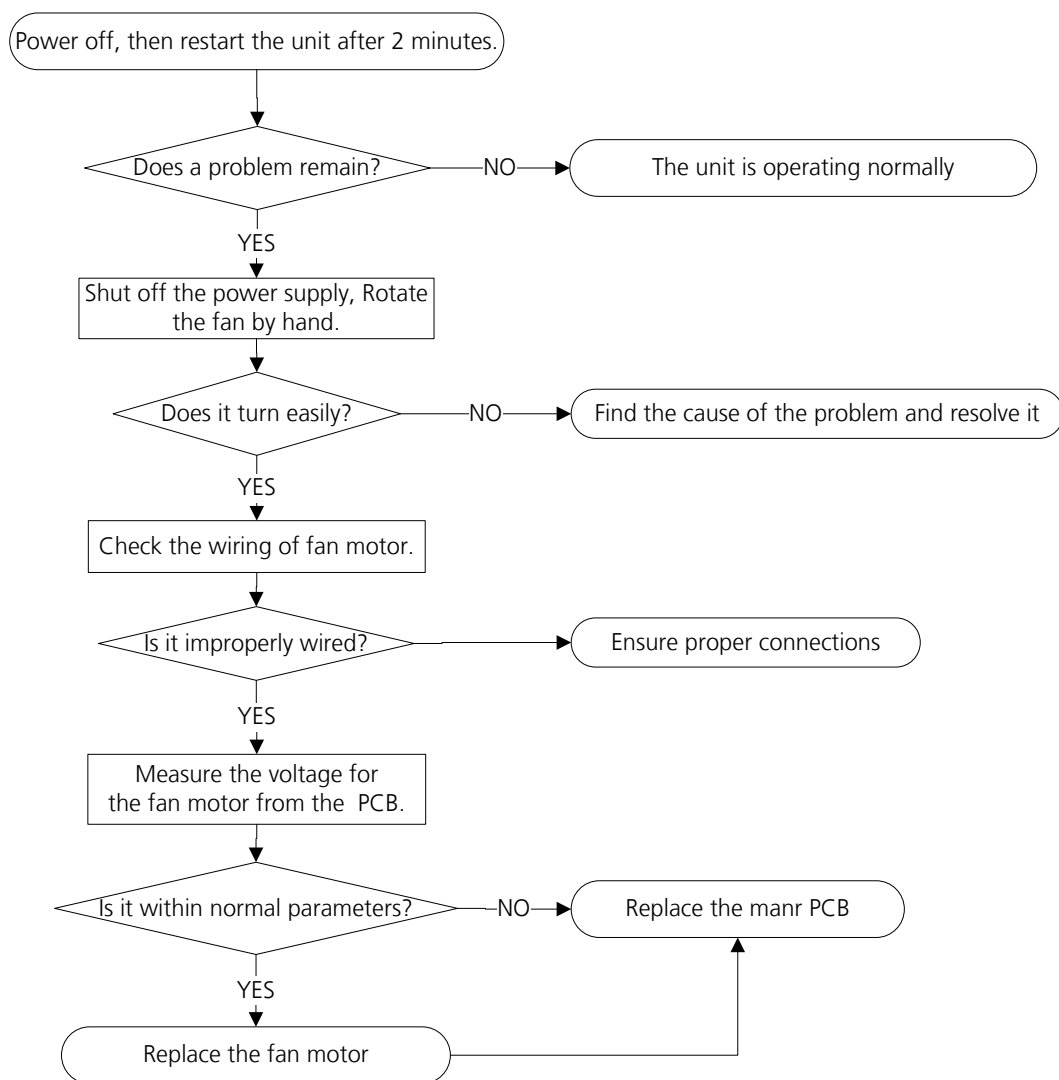 Power off, then restart the unit after 2 minutes.
Does a problem remain?
NO
The unit is operating normally
YES
Shut off the power supply, Rotate
the fan by hand.
Does it turn easily?
NO
Find the cause of the problem and resolve it
YES
Check the wiring of fan motor.
Is it improperly wired?
Ensure proper connections
YES
Measure the voltage for
the fan motor from the PCB.
Is it within normal parameters?
NO
Replace the manr PCB
YES
Replace the fan motor